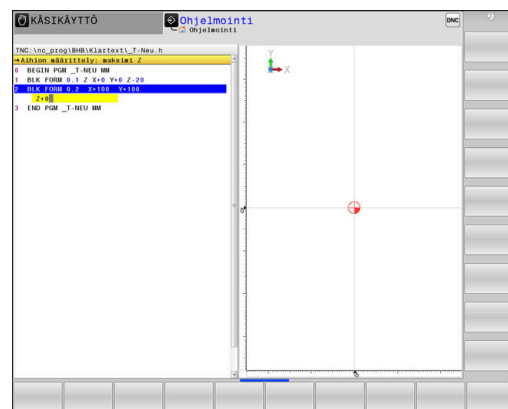 KÄSIKÄYTTÖ
Ohjelmointi
Ohjelmointi
DNC
TNC:\nc_prog\BHB\Klartext\_T-Neu.h
→Aihion määrittely: maksimi Z
0 BEGIN PGM _T-NEU MM
1 BLK FORM 0.1 Z X+0 Y+0 Z-20
2 BLK FORM 0.2 X+100 Y+100
Z+0
3 END PGM _T-NEU MM
Y
X
0
0